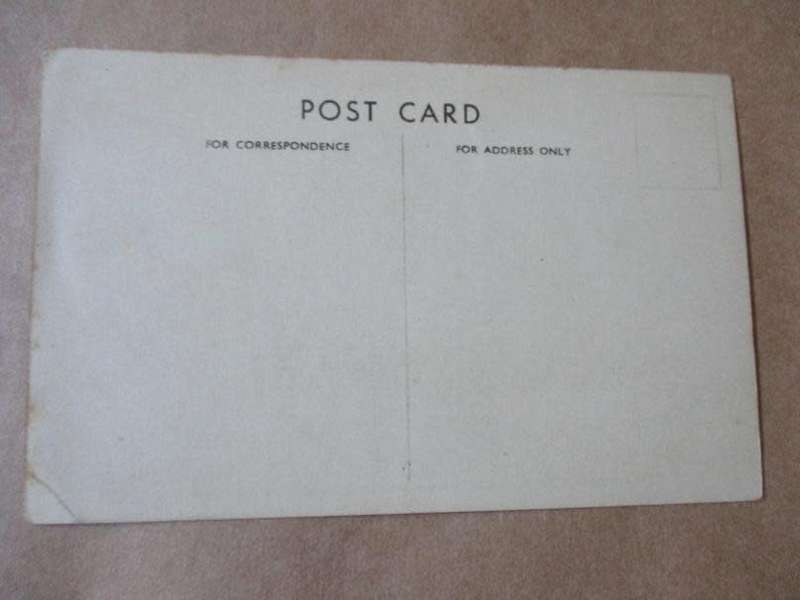 POST CARD
FOR CORRESPONDENCE
FOR ADDRESS ONLY